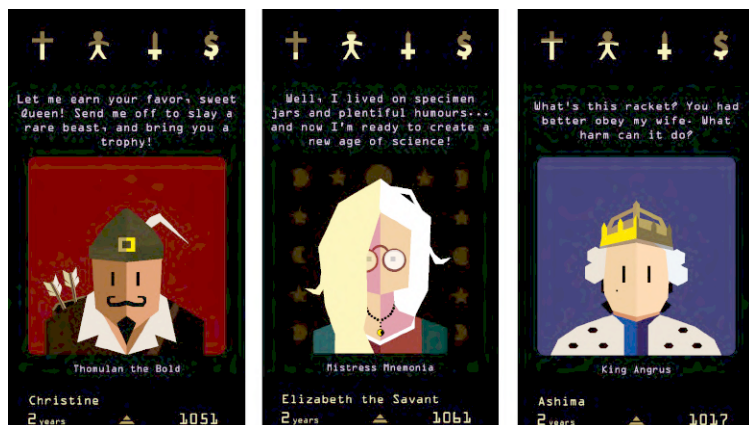 Let me earn your favor, sweet
Queen! Send me off to slay a
rare beast, and bring you a
trophy!
Thomulan the Bold
Christine
2 years
1051
Well, I lived on specimen
jars and plentiful humours...
and now I'm ready to create a
new age of science!
Mistress Mnemonia
Elizabeth the Savant
2 years
1061
What's this racket? You had
better obey my wife. What
harm can it do?
King Angrus
Ashima
2 years
1017